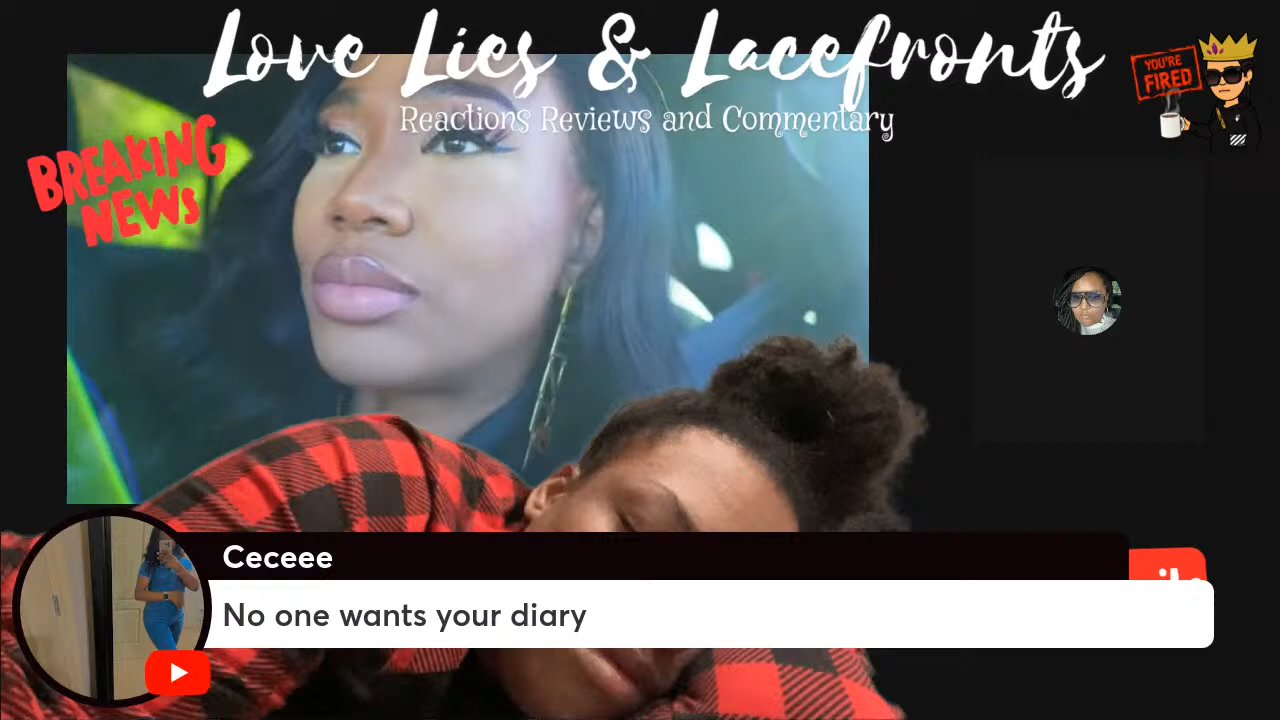 Love Lies & Lacefronts
Reactions Reviews and Commentary
YOU'RE
FIRED
BREAKING
NEWS
Ceceee
No one wants your diary